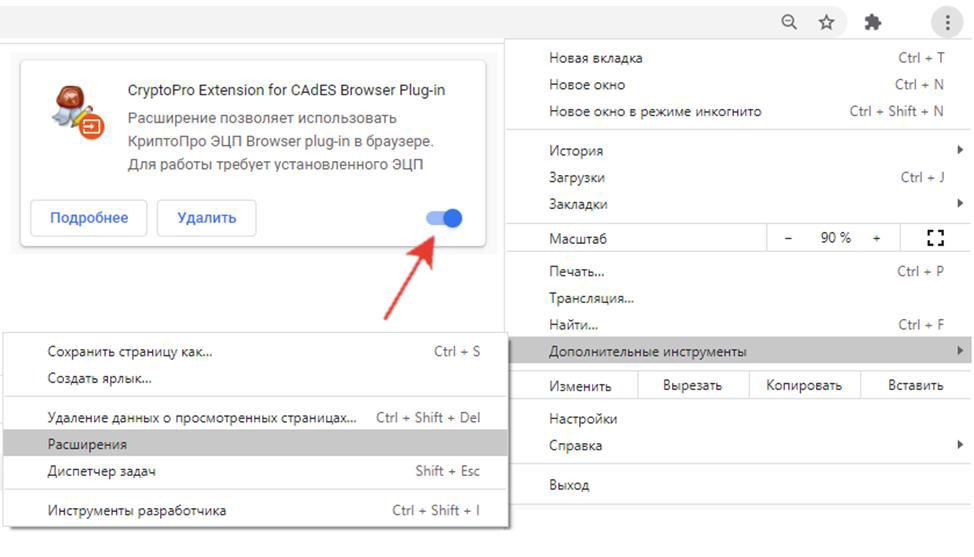 CryptoPro Extension for CAdES Browser Plug-in
Расширение позволяет использовать
КриптоПро ЭЦП Browser plug-in в браузере.
Для работы требует установленного ЭЦП
Подробнее
Удалить
Новая вкладка Ctrl + T
Новое окно Ctrl + N
Новое окно в режиме инкогнито Ctrl + Shift + N
История
Загрузки Ctrl + J
Закладки
Масштаб - 90 % +
Печать... Ctrl + P
Трансляция...
Найти... Ctrl + F
Дополнительные инструменты
Изменить Вырезать Копировать Вставить
Настройки
Справка
Выход
Сохранить страницу как... Ctrl + S
Создать ярлык...
Удаление данных о просмотренных страницах... Ctrl + Shift + Del
Расширения
Диспетчер задач Shift + Esc
Инструменты разработчика Ctrl + Shift + I